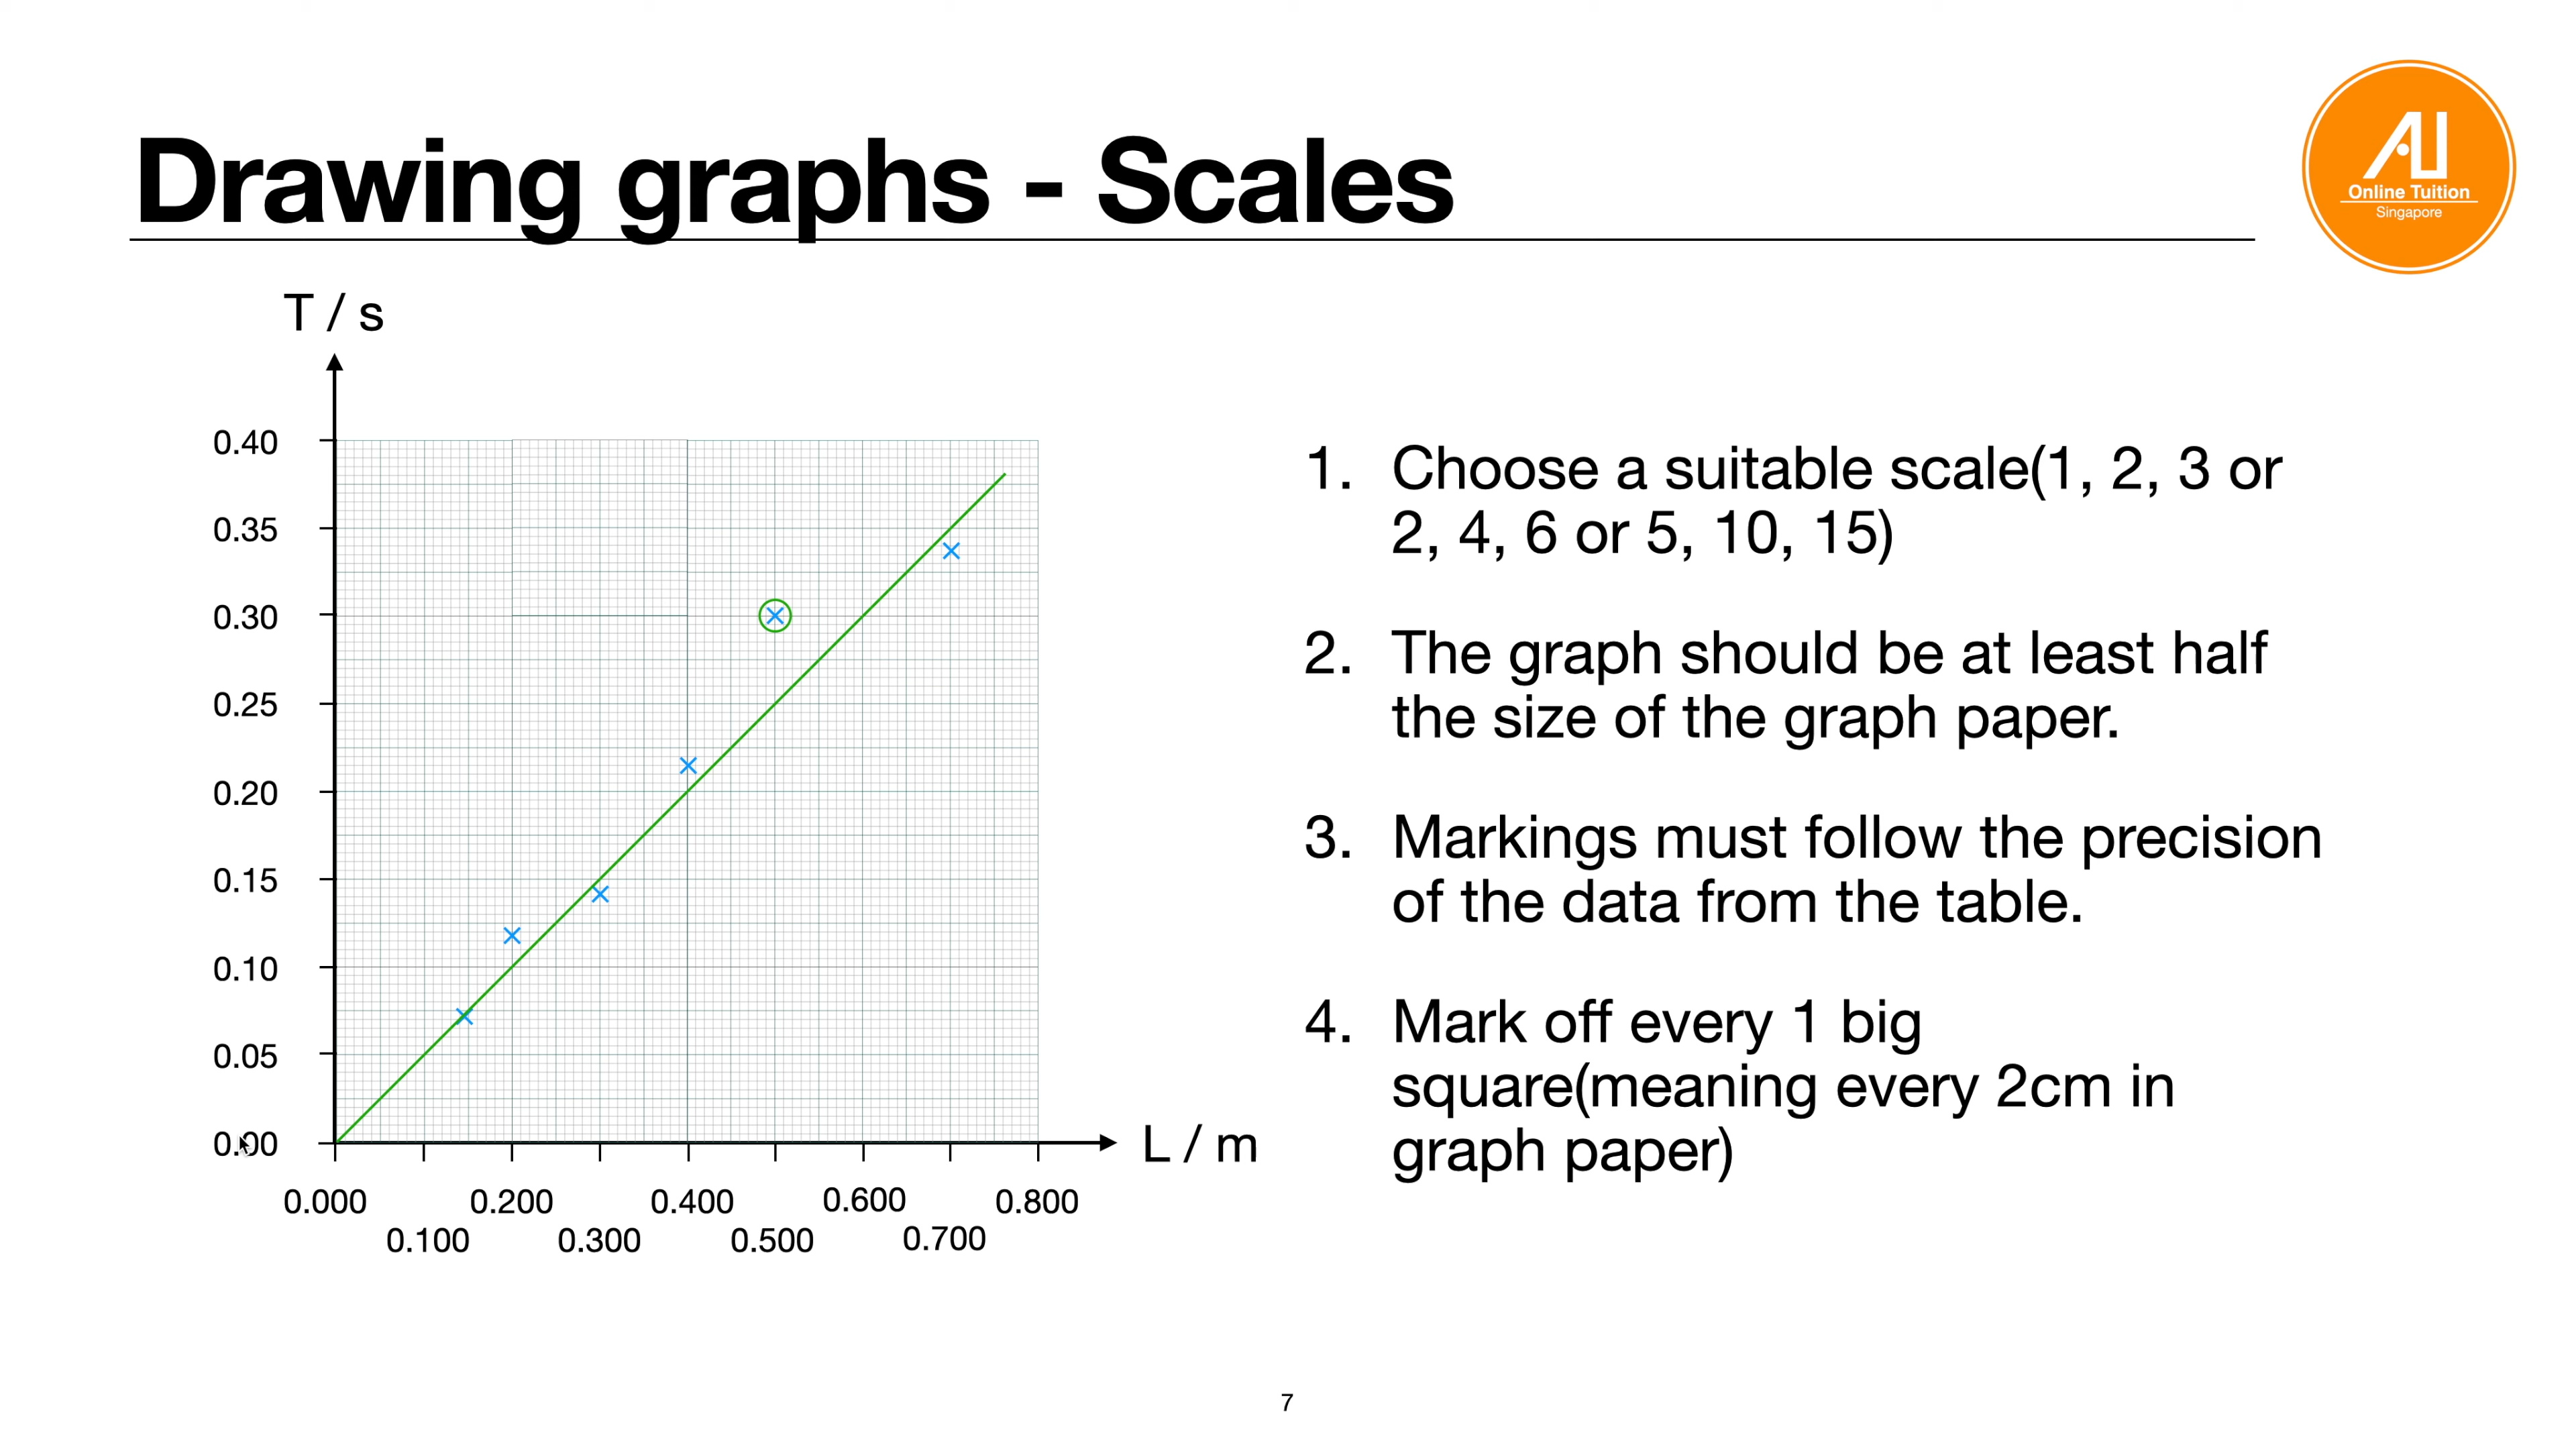 Drawing graphs - Scales
AU
Online Tuition
Singapore
T / s
0.40
0.35
0.30
0.25
0.20
0.15
0.10
0.05
0.00
L / m
0.000
0.100
0.200
0.300
0.400
0.500
0.600
0.700
0.800
1. Choose a suitable scale(1, 2, 3 or
2, 4, 6 or 5, 10, 15)
2. The graph should be at least half
the size of the graph paper.
3. Markings must follow the precision
of the data from the table.
4. Mark off every 1 big
square(meaning every 2cm in
graph paper)
7